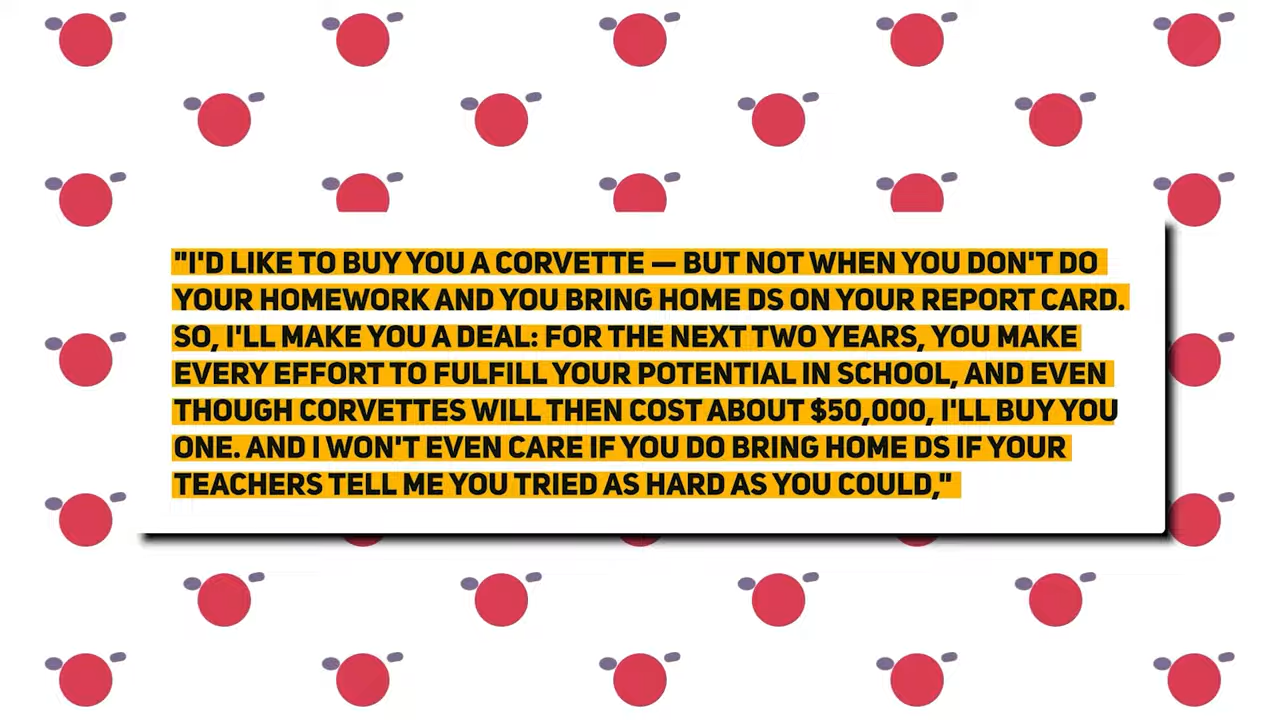 "I'D LIKE TO BUY YOU A CORVETTE — BUT NOT WHEN YOU DON'T DO
YOUR HOMEWORK AND YOU BRING HOME DS ON YOUR REPORT CARD.
SO, I'LL MAKE YOU A DEAL: FOR THE NEXT TWO YEARS, YOU MAKE
EVERY EFFORT TO FULFILL YOUR POTENTIAL IN SCHOOL, AND EVEN
THOUGH CORVETTES WILL THEN COST ABOUT $50,000, I'LL BUY YOU
ONE. AND I WON'T EVEN CARE IF YOU DO BRING HOME DS IF YOUR
TEACHERS TELL ME YOU TRIED AS HARD AS YOU COULD,"